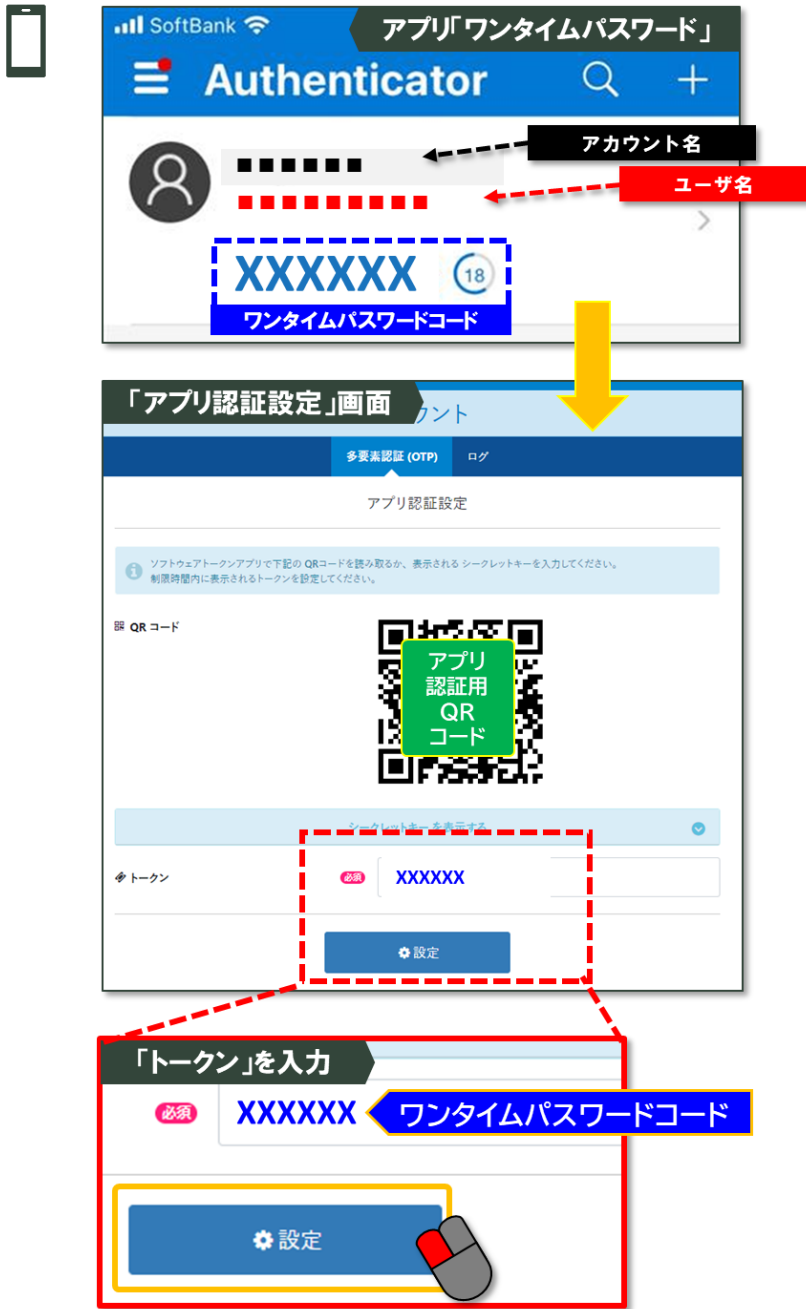 SoftBank
アプリ「ワンタイムパスワード」
Authenticator
アカウント名
■■■■■■
ユーザ名
■■■■■■■■■
XXXXXX
18
ワンタイムパスワードコード
「アプリ認証設定」画面
ウント
多要素認証 (OTP) ログ
アプリ認証設定
ソフトウェアトークンアプリで下記の QRコードを読み取るか、表示される シークレットキーを入力してください。
制限時間内に表示されるトークンを設定してください。
QR コード
アプリ
認証用
QR
コード
シークレットキー を表示する
トークン 必須 XXXXXX
設定
「トークン」を入力
必須 XXXXXX ワンタイムパスワードコード
設定